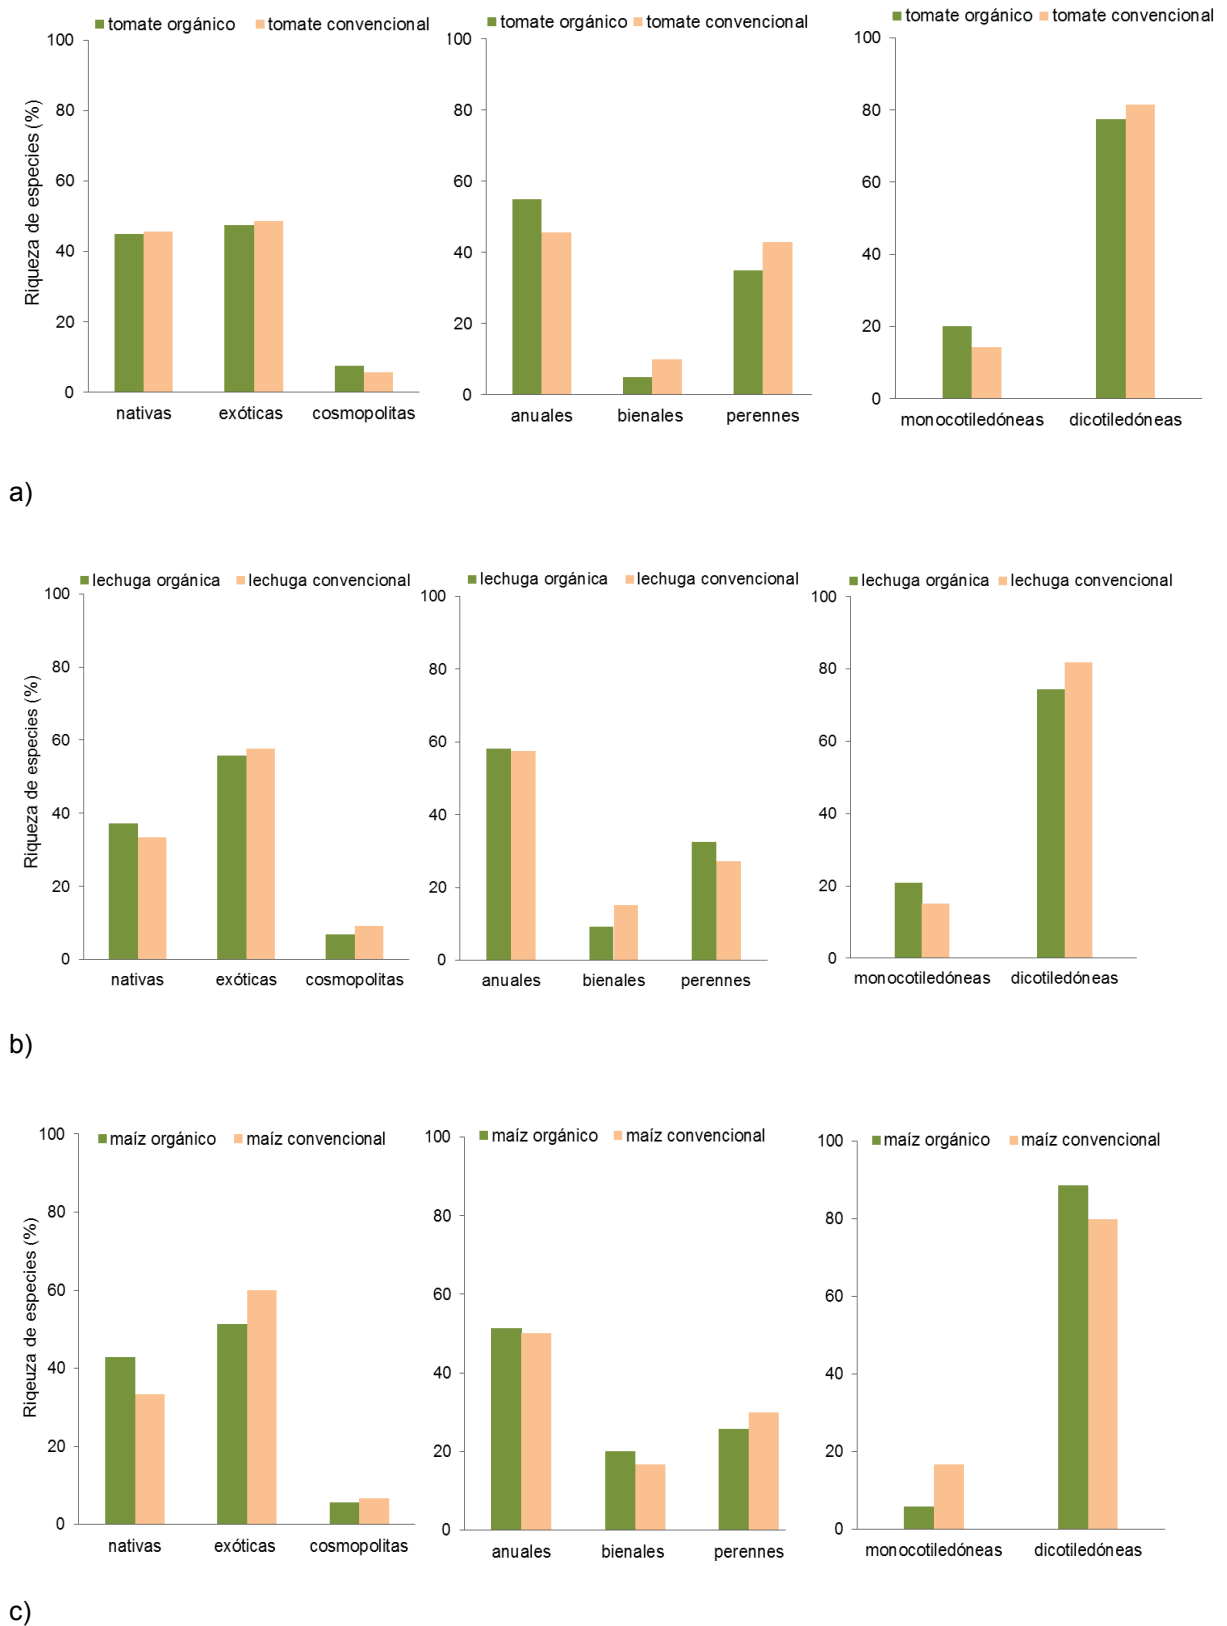 tomate orgánico tomate convencional
100
80
60
40
20
0
Riqueza de especies (%)
nativas exóticas cosmopolitas
tomate orgánico tomate convencional
100
80
60
40
20
0
anuales bienales perennes
tomate orgánico tomate convencional
100
80
60
40
20
0
monocotiledóneas dicotiledóneas
a)
lechuga orgánica lechuga convencional
100
80
60
40
20
0
Riqueza de especies (%)
nativas exóticas cosmopolitas
lechuga orgánica lechuga convencional
100
80
60
40
20
0
anuales bienales perennes
lechuga orgánica lechuga convencional
100
80
60
40
20
0
monocotiledóneas dicotiledóneas
b)
maíz orgánico maíz convencional
100
80
60
40
20
0
Riqeuza de especies (%)
nativas exóticas cosmopolitas
maíz orgánico maíz convencional
100
80
60
40
20
0
anuales bienales perennes
maíz orgánico maíz convencional
100
80
60
40
20
0
monocotiledóneas dicotiledóneas
c)